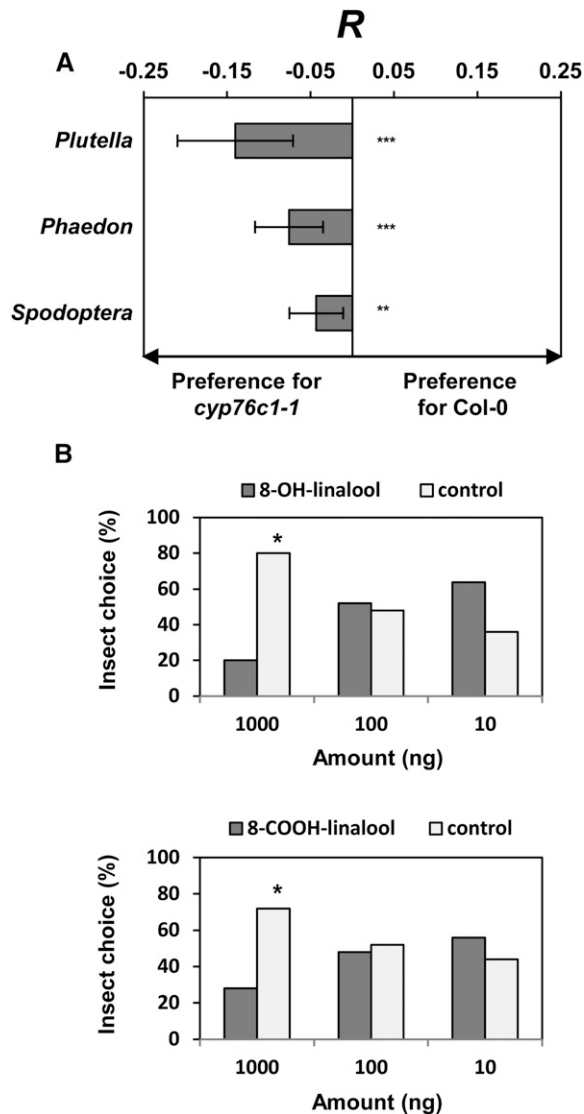 R
A
-0.25 -0.15 -0.05 0.05 0.15 0.25
Plutella ***
Phaedon ***
Spodoptera **
Preference for cyp76c1-1
Preference for Col-0
B
8-OH-linalool control
Insect choice (%)
100
80
60
40
20
0
*
1000 100 10
Amount (ng)
8-COOH-linalool control
Insect choice (%)
100
80
60
40
20
0
*
1000 100 10
Amount (ng)